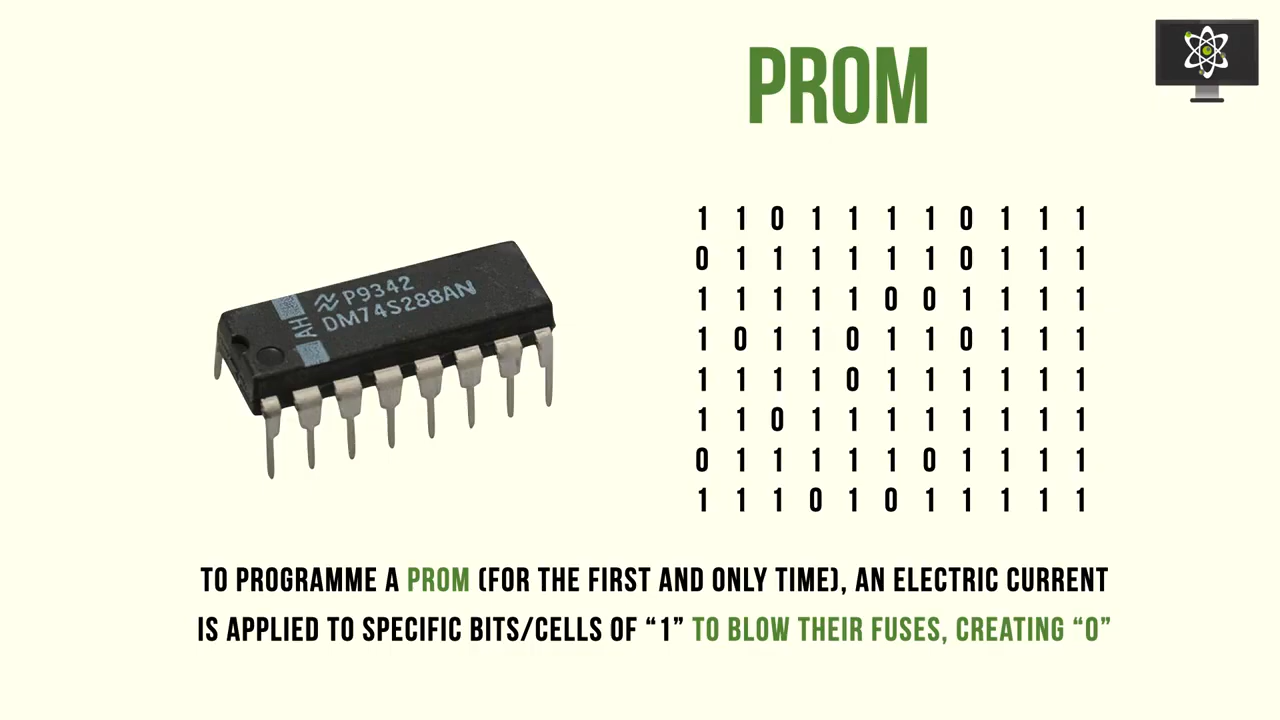 PROM
P9342
DM74S288AN
AH
1 1 0 1 1 1 1 0 1 1 1
0 1 1 1 1 1 1 0 1 1 1
1 1 1 1 1 0 0 1 1 1 1
1 0 1 1 0 1 1 0 1 1 1
1 1 1 1 0 1 1 1 1 1 1
1 1 0 1 1 1 1 1 1 1 1
0 1 1 1 1 1 0 1 1 1 1
1 1 1 0 1 0 1 1 1 1 1
TO PROGRAMME A PROM (FOR THE FIRST AND ONLY TIME), AN ELECTRIC CURRENT
IS APPLIED TO SPECIFIC BITS/CELLS OF “1” TO BLOW THEIR FUSES, CREATING “0”